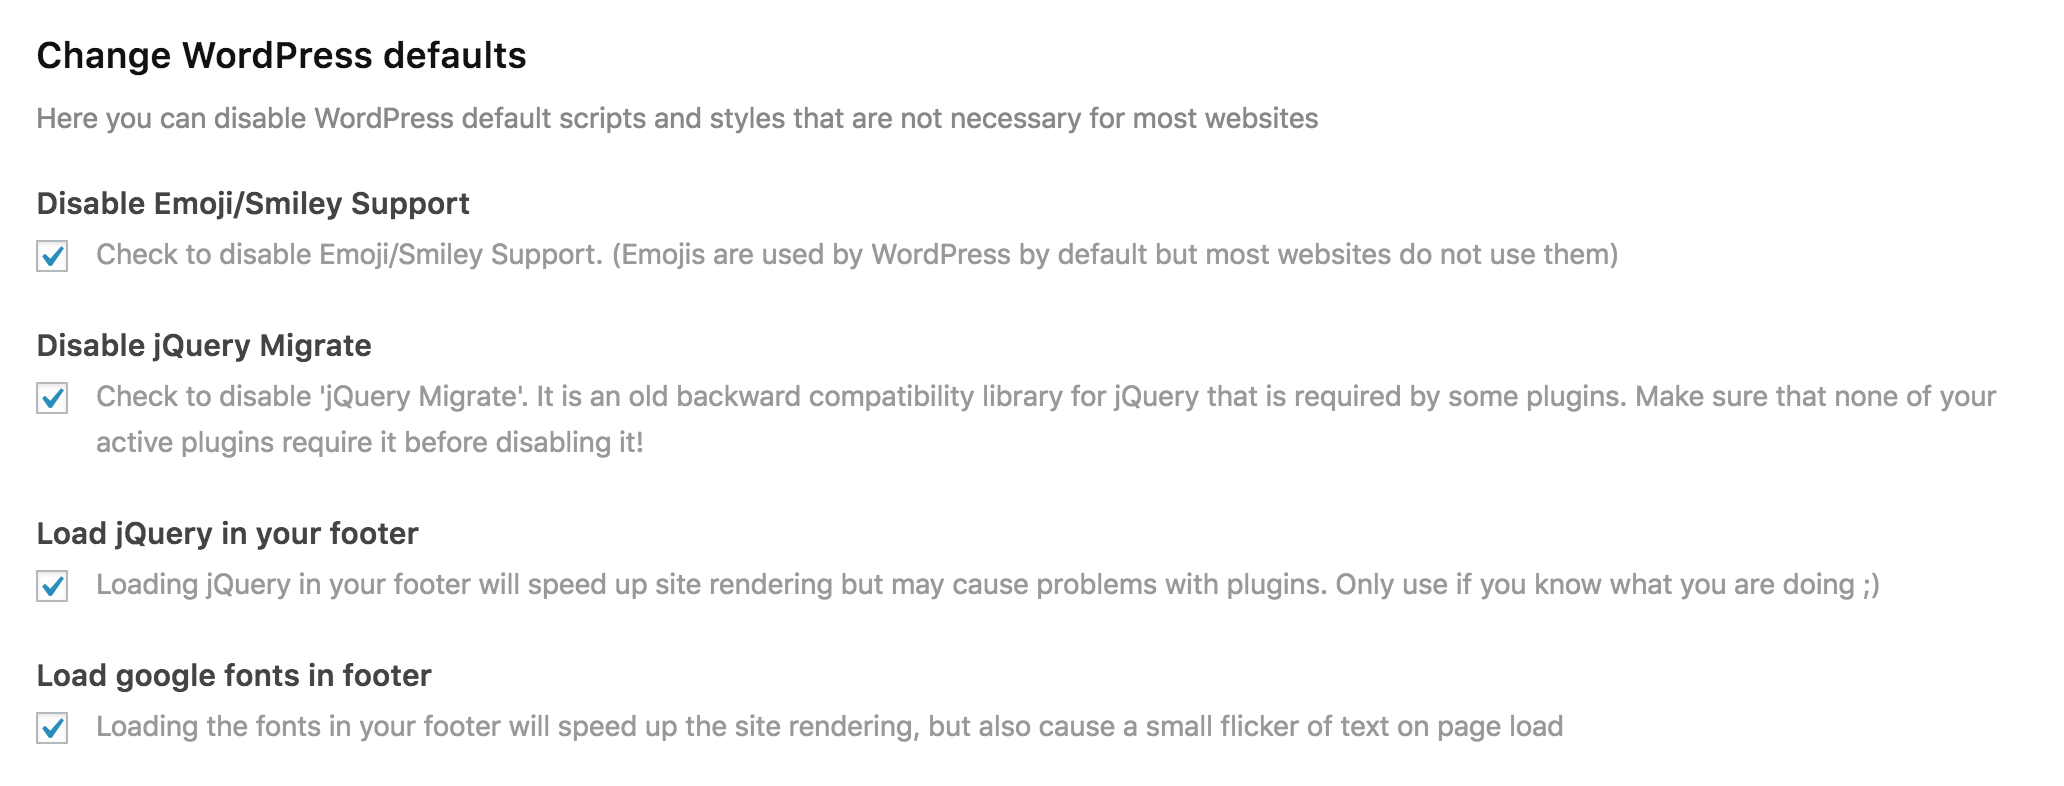 Change WordPress defaults
Here you can disable WordPress default scripts and styles that are not necessary for most websites
Disable Emoji/Smiley Support
Check to disable Emoji/Smiley Support. (Emojis are used by WordPress by default but most websites do not use them)
Disable jQuery Migrate
Check to disable 'jQuery Migrate'. It is an old backward compatibility library for jQuery that is required by some plugins. Make sure that none of your
active plugins require it before disabling it!
Load jQuery in your footer
Loading jQuery in your footer will speed up site rendering but may cause problems with plugins. Only use if you know what you are doing ;)
Load google fonts in footer
Loading the fonts in your footer will speed up the site rendering, but also cause a small flicker of text on page load